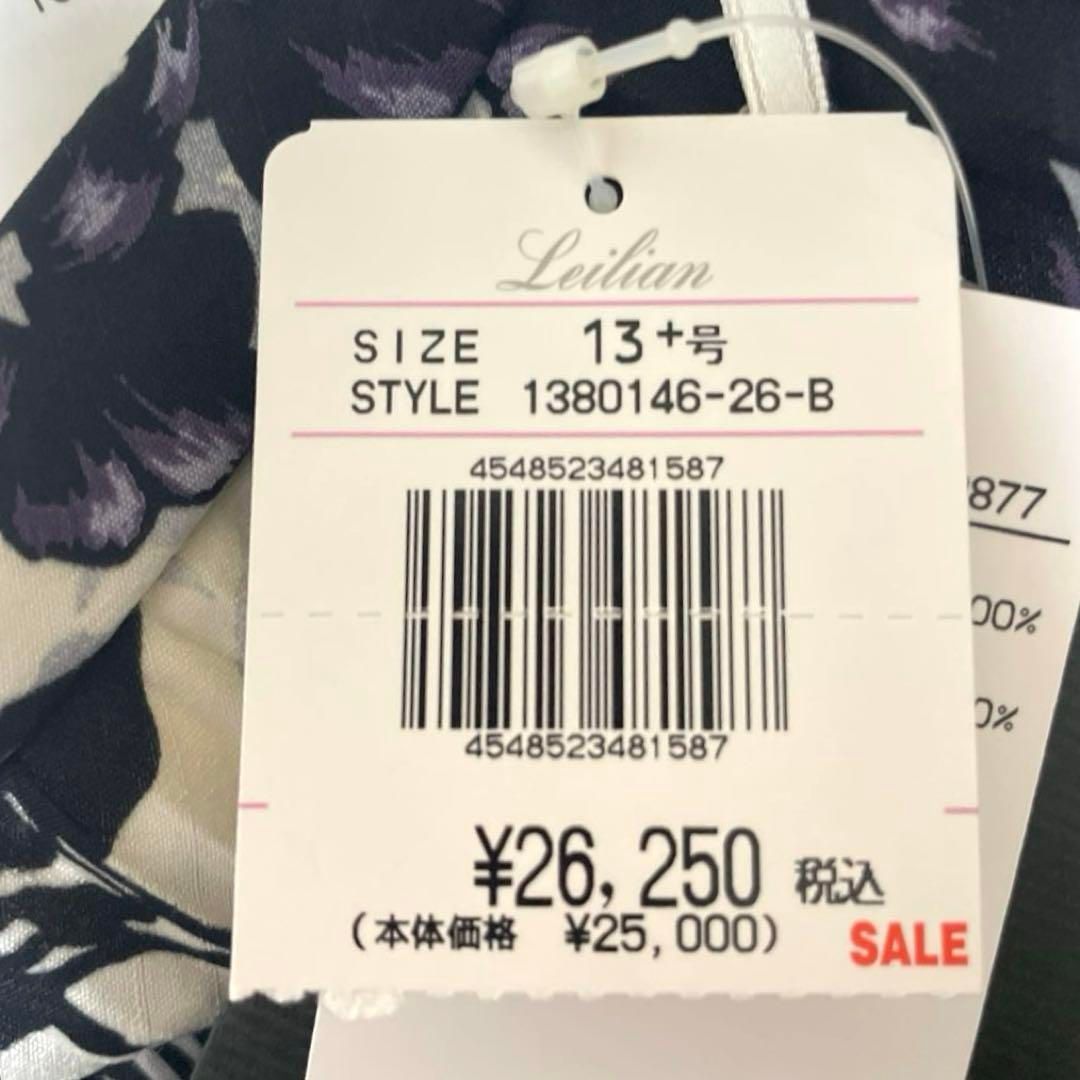 Leilian
SIZE 13+号
STYLE 1380146-26-B
4548523481587
4548523481587
¥26,250 税込
(本体価格 ¥25,000)
SALE
877
00%
0%